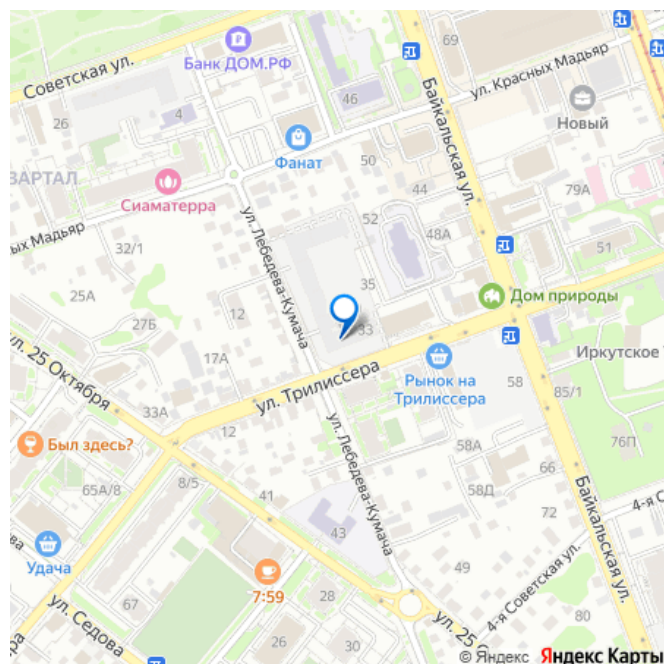 69
Банк ДОМ.РФ
Советская ул.
ул. Красных Мадьяр
Байкальская ул.
26
4
46
Новый
Фанат
50
ЗАРТАЛ
Сиаматерра
44
79А
ых Мадьяр
ул. Лебедева-Кумача
52
48А
32/1
51
25А
35
12
Дом природы
27Б
33
ул. 25 Октября
17А
Иркутское
ул. Трилиссера
Рынок на
Трилиссера
58
85/1
33А
12
Был здесь?
ул. Лебедева-Кумача
58А
76П
66
65А/8
8/5
41
58Д
Байкальская ул.
4-я С
72
43
Удача
7:59
49
4-я Советская ул.
67
28
ул. Седова
80
ул. 25
26
30
© Яндекс Яндекс Карты